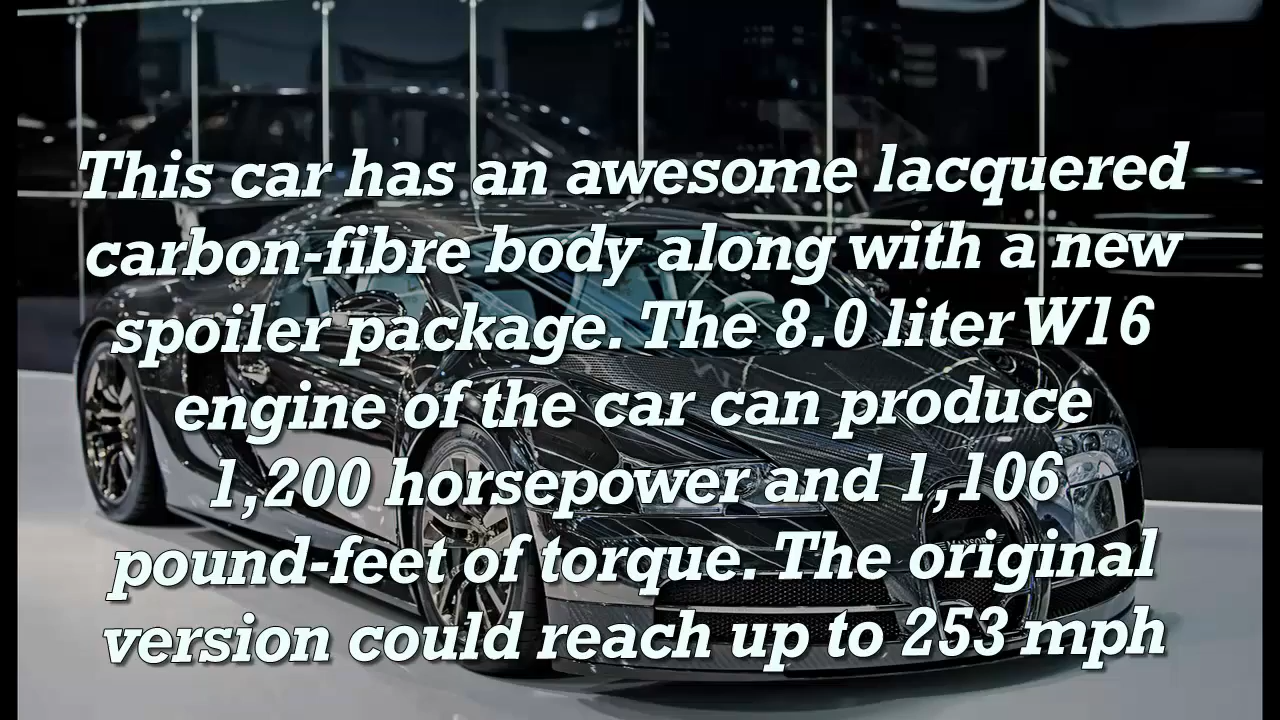 This car has an awesome lacquered
carbon-fibre body along with a new
spoiler package. The 8.0 liter W16
engine of the car can produce
1,200 horsepower and 1,106
pound-feet of torque. The original
version could reach up to 253 mph
MANSORY